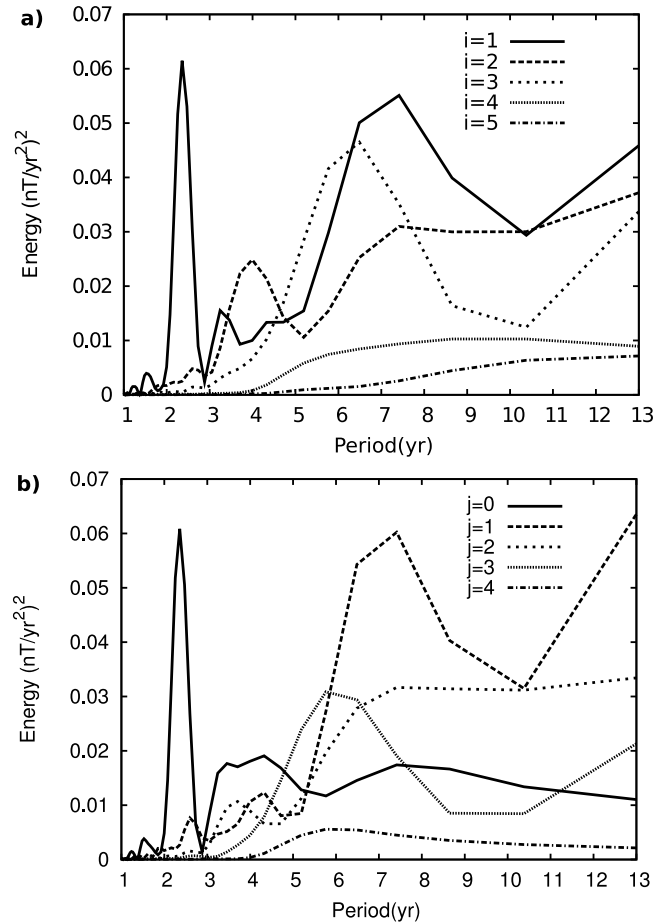 a)
0.07
0.06
0.05
0.04
0.03
0.02
0.01
0
Energy (nT/yr²)²
i=1
i=2
i=3
i=4
i=5
1 2 3 4 5 6 7 8 9 10 11 12 13
Period(yr)
b)
0.07
0.06
0.05
0.04
0.03
0.02
0.01
0
Energy (nT/yr²)²
j=0
j=1
j=2
j=3
j=4
1 2 3 4 5 6 7 8 9 10 11 12 13
Period(yr)